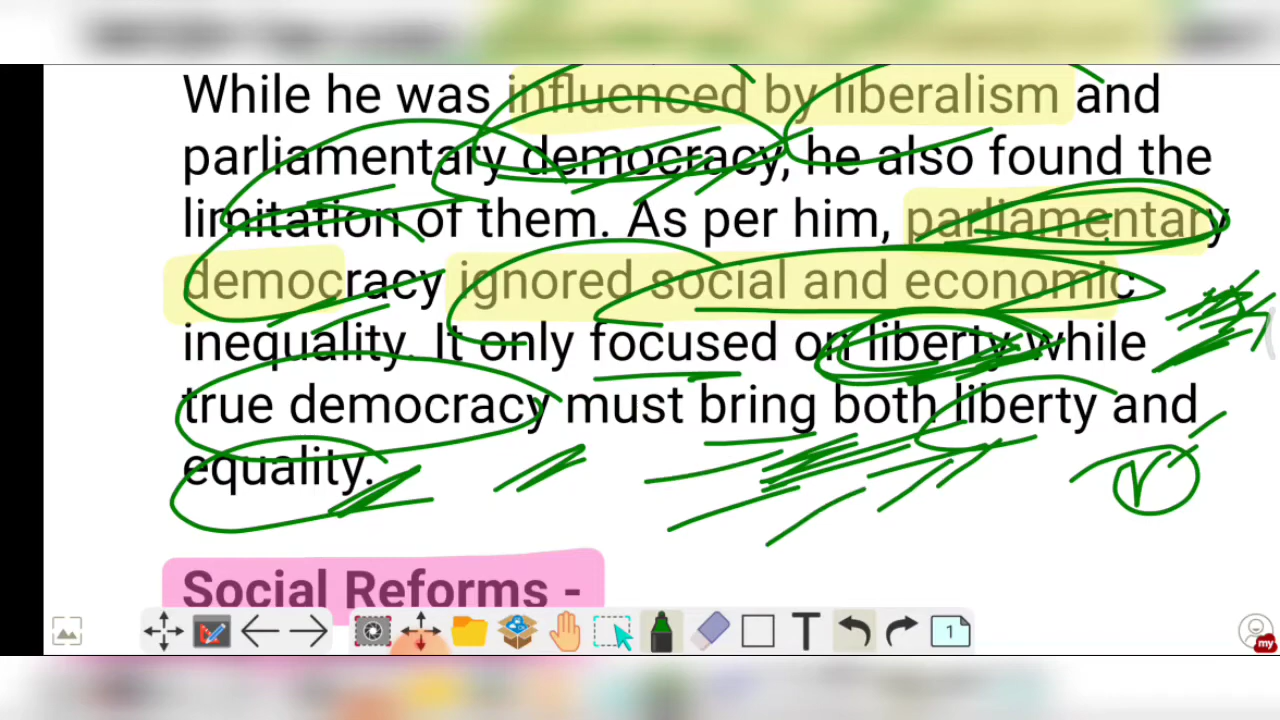 While he was influenced by liberalism and
parliamentary democracy, he also found the
limitation of them. As per him, parliamentary
democracy ignored social and economic
inequality. It only focused on liberty while
true democracy must bring both liberty and
equality.
Social Reforms -
T
1
my